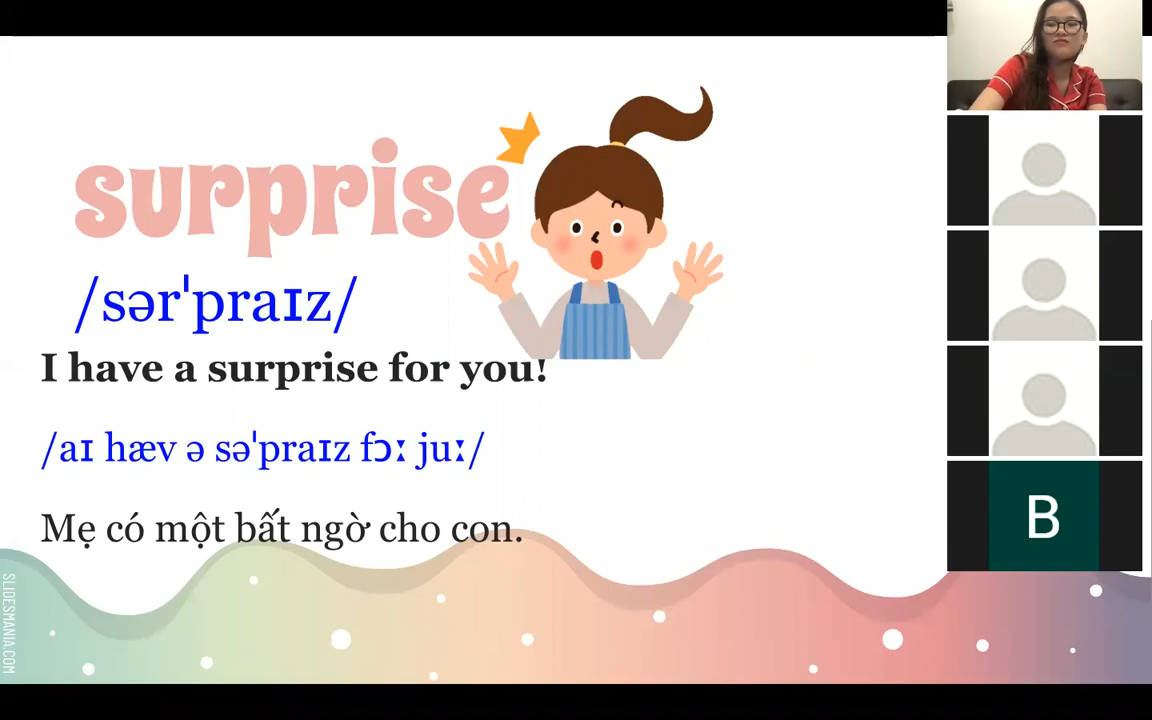 surprise
/sərˈpraɪz/
I have a surprise for you!
/aɪ hæv ə səˈpraɪz fɔː juː/
Mẹ có một bất ngờ cho con.
SLIDESMANIA.COM
B